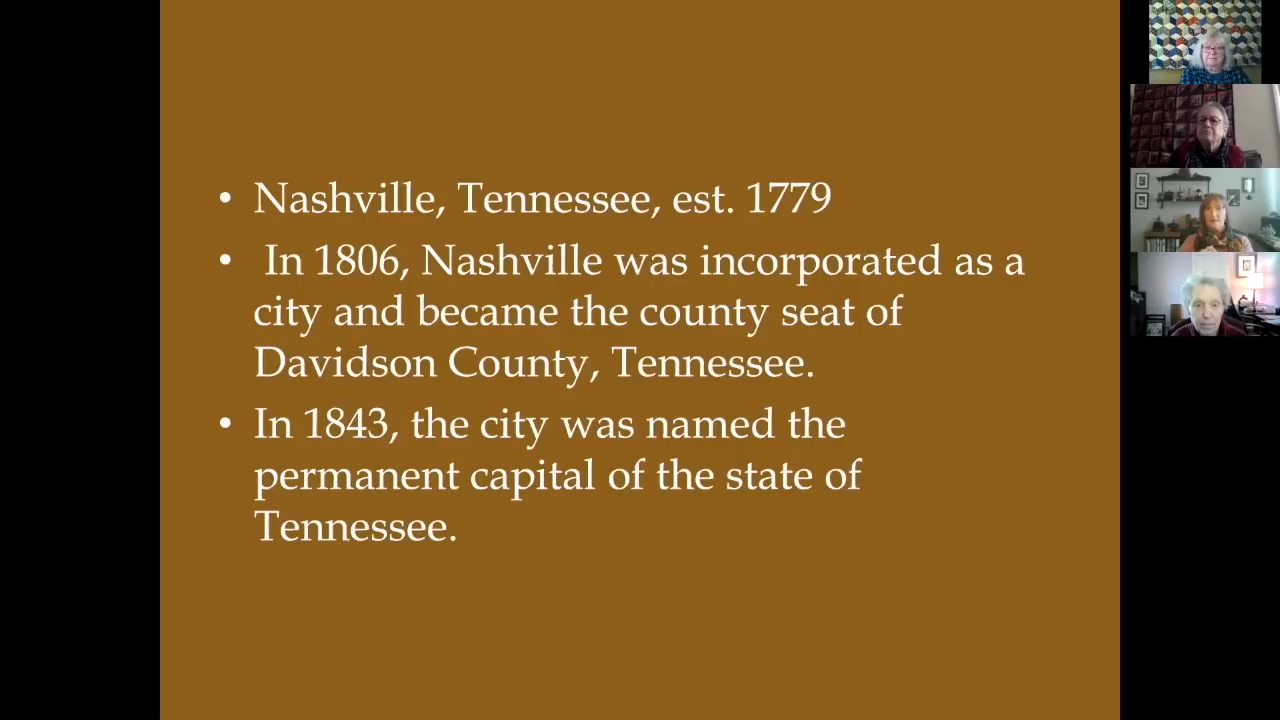 • Nashville, Tennessee, est. 1779
• In 1806, Nashville was incorporated as a
city and became the county seat of
Davidson County, Tennessee.
• In 1843, the city was named the
permanent capital of the state of
Tennessee.